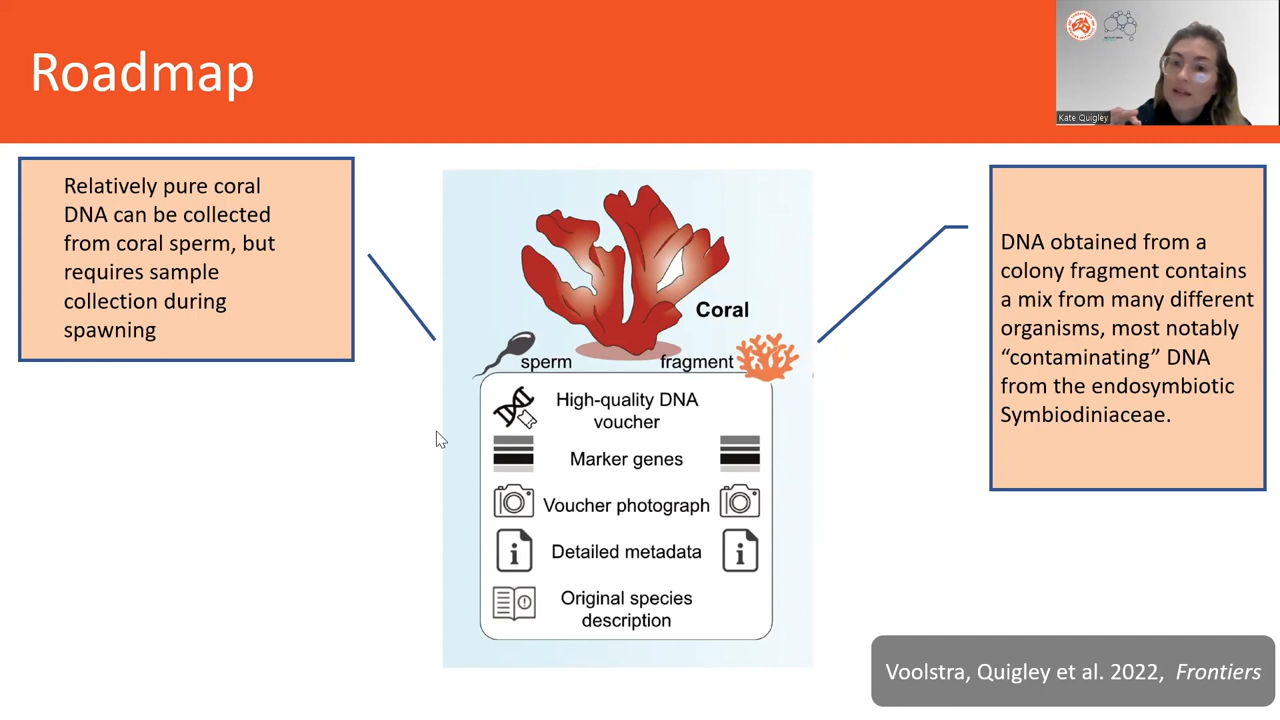 Roadmap
Kate Quigley
Relatively pure coral
DNA can be collected
from coral sperm, but
requires sample
collection during
spawning
Coral
sperm
fragment
High-quality DNA
voucher
Marker genes
Voucher photograph
Detailed metadata
Original species
description
DNA obtained from a
colony fragment contains
a mix from many different
organisms, most notably
“contaminating” DNA
from the endosymbiotic
Symbiodiniaceae.
Voolstra, Quigley et al. 2022, Frontiers